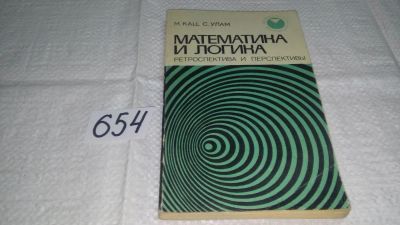 М. КАЦ, С. УЛАМ
МАТЕМАТИКА
И ЛОГИКА
РЕТРОСПЕКТИВА И ПЕРСПЕКТИВЫ
654